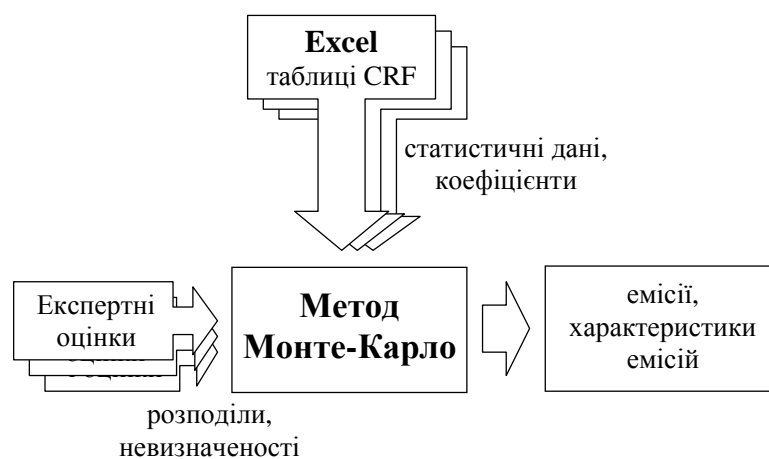 Excel
таблиці CRF
статистичні дані,
коефіцієнти
Експертні
оцінки
розподіли,
невизначеності
Метод
Монте-Карло
емісії,
характеристики
емісій